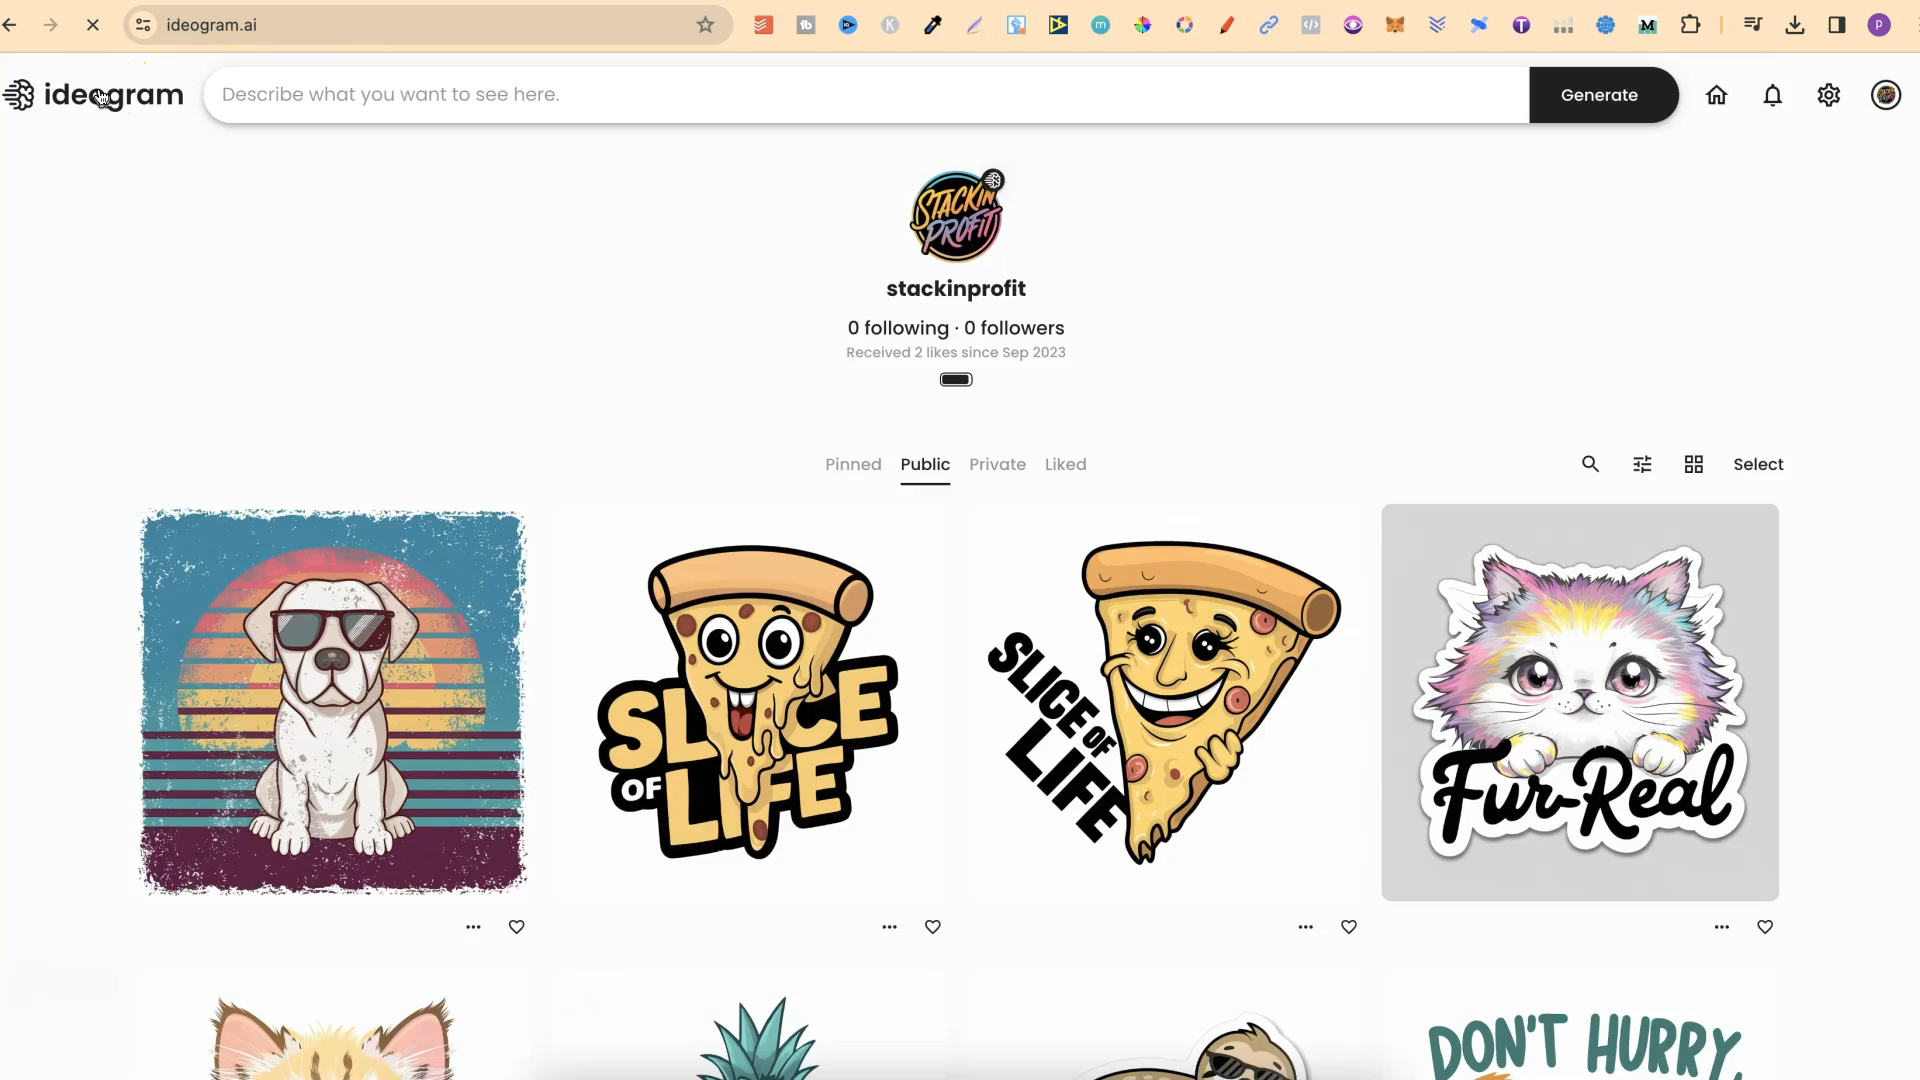 ideogram.ai
ideogram
Describe what you want to see here.
Generate
STACKIN
PROFIT
stackinprofit
0 following · 0 followers
Received 2 likes since Sep 2023
Pinned Public Private Liked
Select
SLICE
OF
LIFE
SLICE OF
LIFE
Fur-Real
DON'T HURRY,